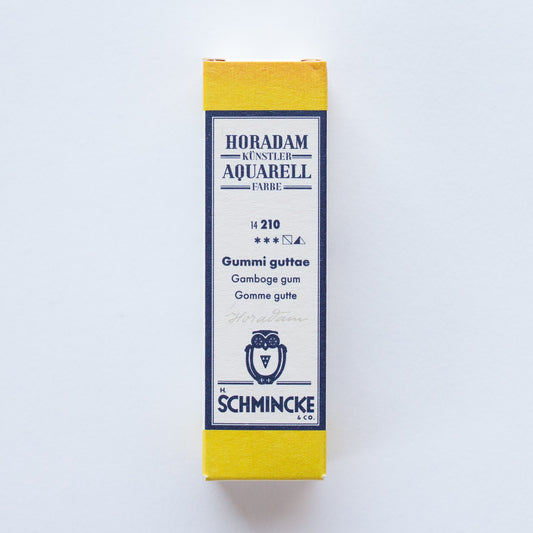 HORADAM
KÜNSTLER
AQUARELL
FARBE
14 210
***
Gummi guttae
Gamboge gum
Gomme gutte
Horadam
H.
SCHMINCKE
& CO.